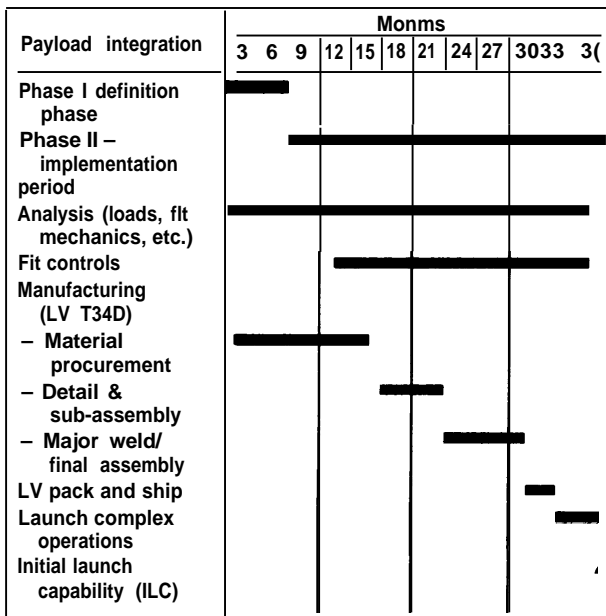 Monms
Payload integration
3 6 9 12 15 18 21 24 27 3033 3(
Phase I definition
phase
Phase II –
implementation
period
Analysis (loads, flt
mechanics, etc.)
Fit controls
Manufacturing
(LV T34D)
– Material
procurement
– Detail &
sub-assembly
– Major weld/
final assembly
LV pack and ship
Launch complex
operations
Initial launch
capability (ILC)